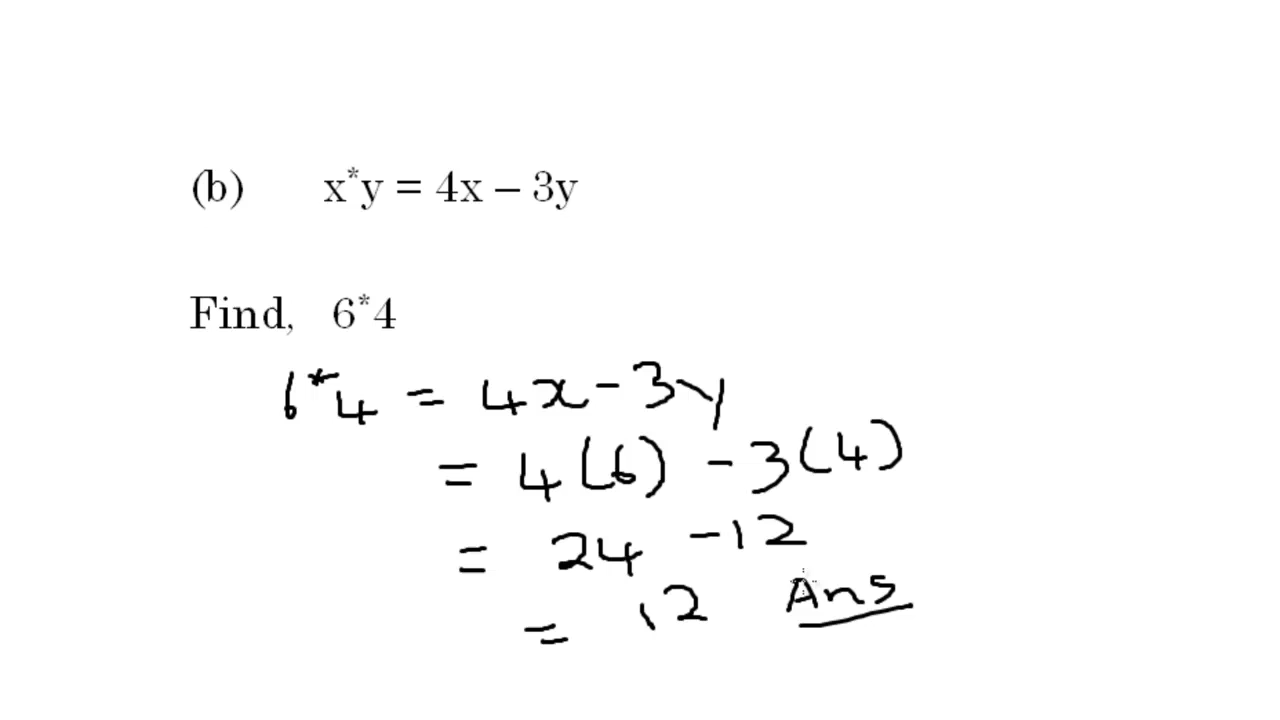 (b) x*y = 4x – 3y
Find, 6*4
6*4 = 4x - 3y
= 4(6) - 3(4)
= 24 - 12
= 12 Ans